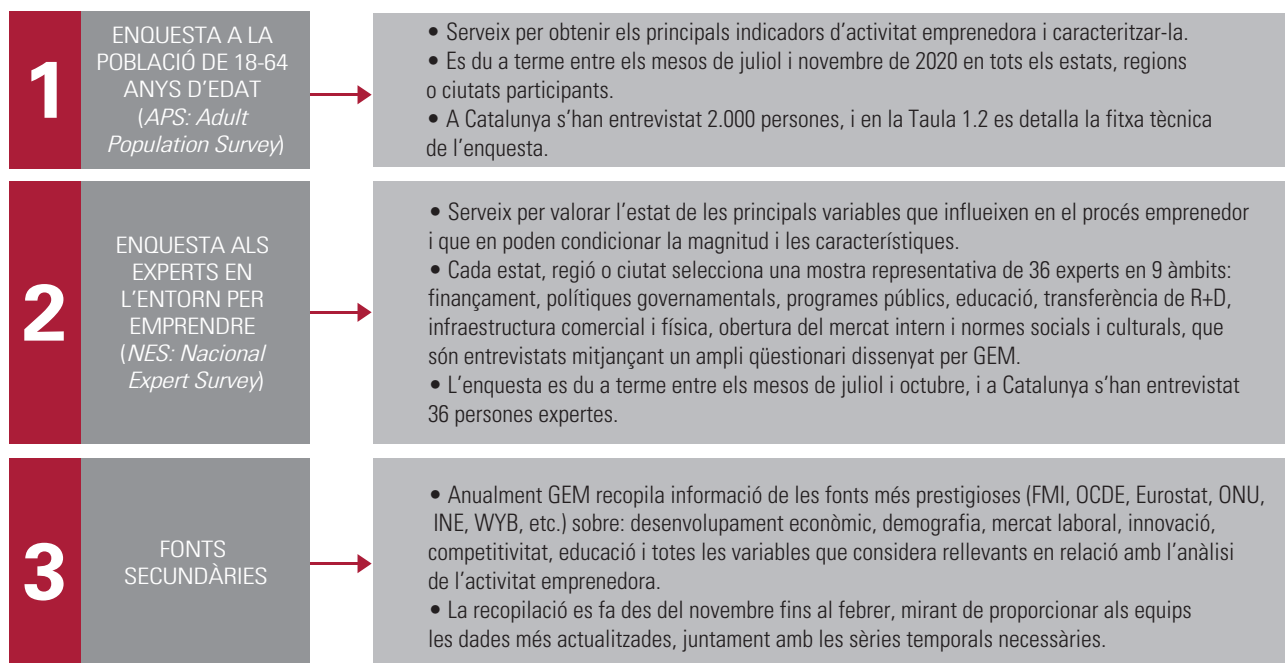 1
ENQUESTA A LA
POBLACIÓ DE 18-64
ANYS D'EDAT
(APS: Adult
Population Survey)
• Serveix per obtenir els principals indicadors d'activitat emprenedora i caracteritzar-la.
• Es du a terme entre els mesos de juliol i novembre de 2020 en tots els estats, regions
o ciutats participants.
• A Catalunya s'han entrevistat 2.000 persones, i en la Taula 1.2 es detalla la fitxa tècnica
de l'enquesta.
2
ENQUESTA ALS
EXPERTS EN
L'ENTORN PER
EMPRENDRE
(NES: Nacional
Expert Survey)
• Serveix per valorar l'estat de les principals variables que influeixen en el procés emprenedor
i que en poden condicionar la magnitud i les característiques.
• Cada estat, regió o ciutat selecciona una mostra representativa de 36 experts en 9 àmbits:
finançament, polítiques governamentals, programes públics, educació, transferència de R+D,
infraestructura comercial i física, obertura del mercat intern i normes socials i culturals, que
són entrevistats mitjançant un ampli qüestionari dissenyat per GEM.
• L'enquesta es du a terme entre els mesos de juliol i octubre, i a Catalunya s'han entrevistat
36 persones expertes.
3
FONTS
SECUNDÀRIES
• Anualment GEM recopila informació de les fonts més prestigioses (FMI, OCDE, Eurostat, ONU,
INE, WYB, etc.) sobre: desenvolupament econòmic, demografia, mercat laboral, innovació,
competitivitat, educació i totes les variables que considera rellevants en relació amb l'anàlisi
de l'activitat emprenedora.
• La recopilació es fa des del novembre fins al febrer, mirant de proporcionar als equips
les dades més actualitzades, juntament amb les sèries temporals necessàries.